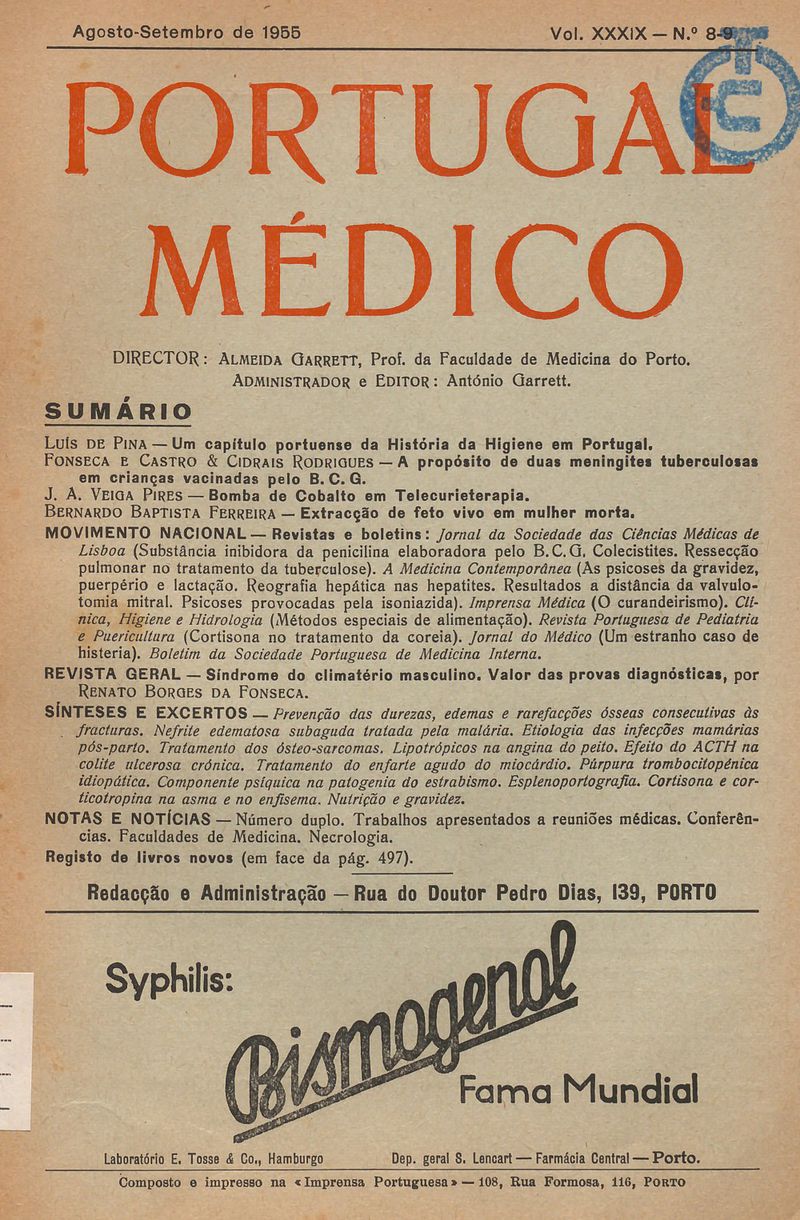 Agosto-Setembro de 1955 Vol. XXXIX — N.º 8-9
PORTUGAL
MÉDICO
DIRECTOR: ALMEIDA GARRETT, Prof. da Faculdade de Medicina do Porto.
ADMINISTRADOR e EDITOR: António Garrett.
SUMÁRIO
LUÍS DE PINA — Um capítulo portuense da História da Higiene em Portugal.
FONSECA E CASTRO & CIDRAIS RODRIGUES — A propósito de duas meningites tuberculosas
em crianças vacinadas pelo B. C. G.
J. A. VEIGA PIRES — Bomba de Cobalto em Telecurieterapia.
BERNARDO BAPTISTA FERREIRA — Extracção de feto vivo em mulher morta.
MOVIMENTO NACIONAL — Revistas e boletins: Jornal da Sociedade das Ciências Médicas de
Lisboa (Substância inibidora da penicilina elaboradora pelo B.C.G. Colecistites. Ressecção
pulmonar no tratamento da tuberculose). A Medicina Contemporânea (As psicoses da gravidez,
puerpério e lactação. Reografia hepática nas hepatites. Resultados a distância da valvulo-
tomia mitral. Psicoses provocadas pela isoniazida). Imprensa Médica (O curandeirismo). Clí-
nica, Higiene e Hidrologia (Métodos especiais de alimentação). Revista Portuguesa de Pediatria
e Puericultura (Cortisona no tratamento da coreia). Jornal do Médico (Um estranho caso de
histeria). Boletim da Sociedade Portuguesa de Medicina Interna.
REVISTA GERAL — Síndrome do climatério masculino. Valor das provas diagnósticas, por
RENATO BORGES DA FONSECA.
SÍNTESES E EXCERTOS — Prevenção das durezas, edemas e rarefacções ósseas consecutivas às
fracturas. Nefrite edematosa subaguda tratada pela malária. Etiologia das infecções mamárias
pós-parto. Tratamento dos ósteo-sarcomas. Lipotrópicos na angina do peito. Efeito do ACTH na
colite ulcerosa crónica. Tratamento do enfarte agudo do miocárdio. Púrpura trombocitopénica
idiopática. Componente psíquica na patogenia do estrabismo. Esplenoportografia. Cortisona e cor-
ticotropina na asma e no enfisema. Nutrição e gravidez.
NOTAS E NOTÍCIAS — Número duplo. Trabalhos apresentados a reuniões médicas. Conferên-
cias. Faculdades de Medicina. Necrologia.
Registo de livros novos (em face da pág. 497).
Redacção e Administração — Rua do Doutor Pedro Dias, 139, PORTO
Syphilis:
Bismogenol
Fama Mundial
Laboratório E. Tosse & Co., Hamburgo Dep. geral S. Lencart — Farmácia Central — Porto.
Composto e impresso na «Imprensa Portuguesa» — 108, Rua Formosa, 116, PORTO